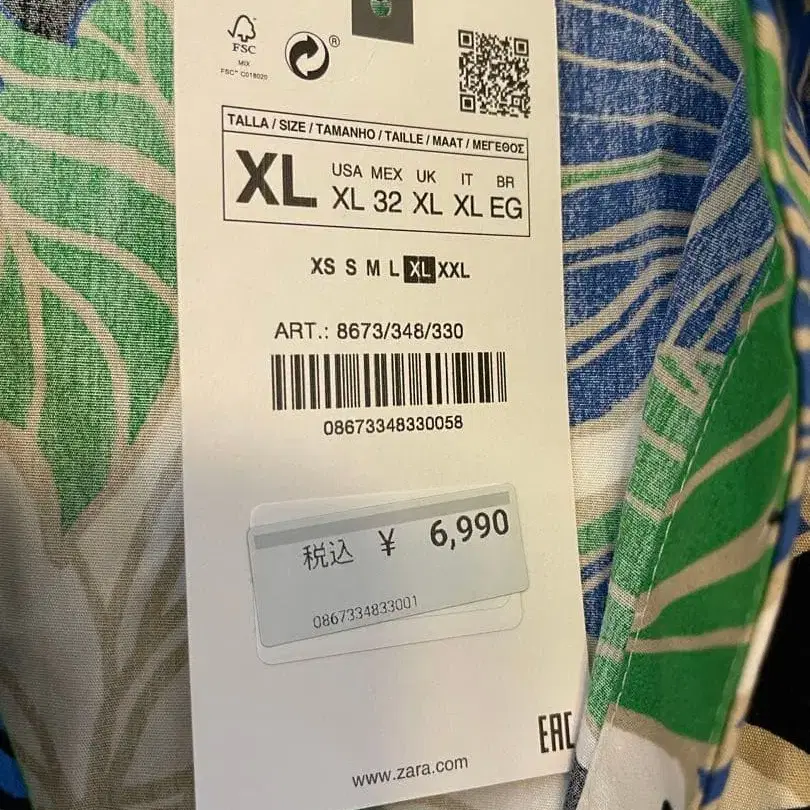 FSC
MIX
FSC™ C018020
®
TALLA / SIZE / TAMANHO / TAILLE / MAAT / ΜΕΓΕΘΟΣ
XL
USA MEX UK IT BR
XL 32 XL XL EG
XS S M L XL XXL
ART.: 8673/348/330
08673348330058
税込 ¥ 6,990
0867334833001
EAC
www.zara.com